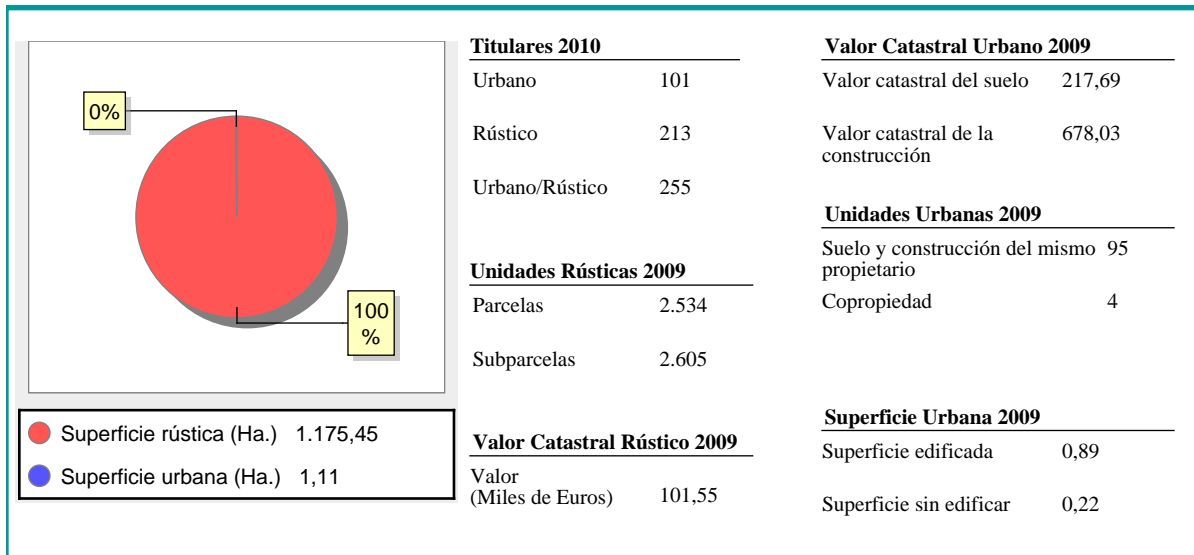 0%
100
%
Superficie rústica (Ha.) 1.175,45
Superficie urbana (Ha.) 1,11
Titulares 2010
Urbano 101
Rústico 213
Urbano/Rústico 255
Unidades Rústicas 2009
Parcelas 2.534
Subparcelas 2.605
Valor Catastral Rústico 2009
Valor
(Miles de Euros) 101,55
Valor Catastral Urbano 2009
Valor catastral del suelo 217,69
Valor catastral de la 678,03
construcción
Unidades Urbanas 2009
Suelo y construcción del mismo 95
propietario
Copropiedad 4
Superficie Urbana 2009
Superficie edificada 0,89
Superficie sin edificar 0,22